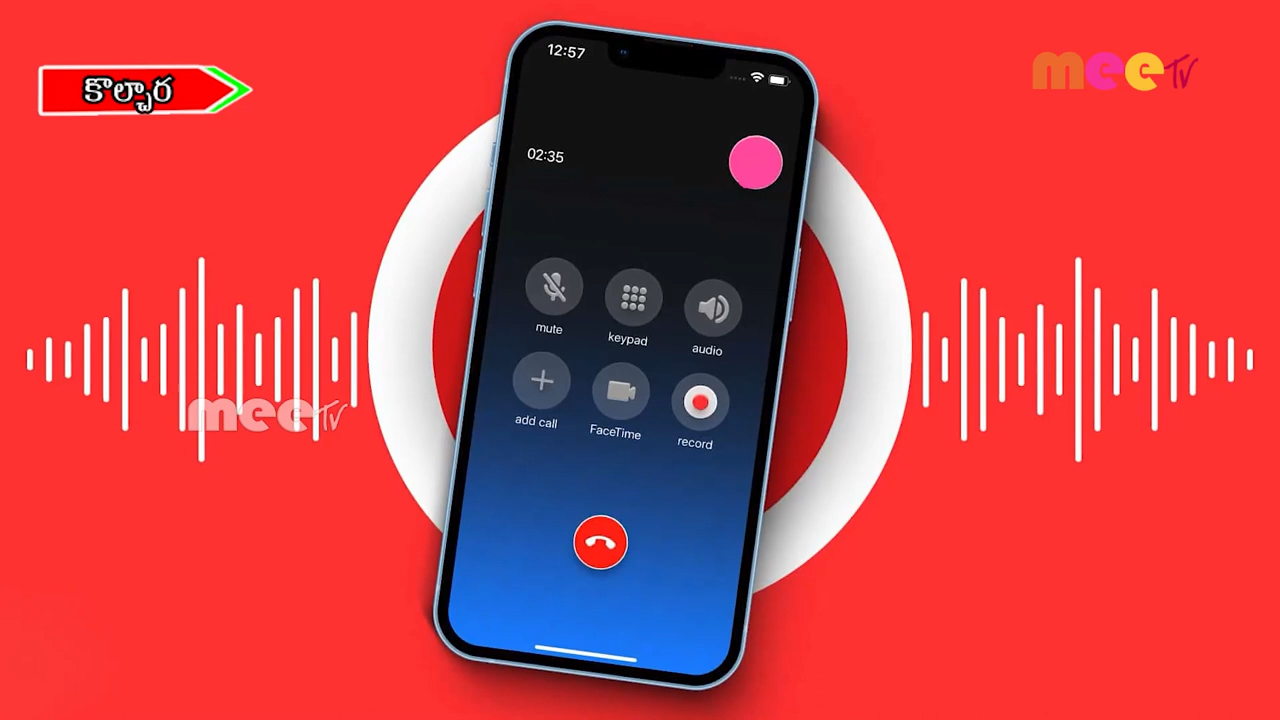 12:57
కొల్చార
meeTV
02:35
mute
keypad
audio
add call
FaceTime
record
meeTV